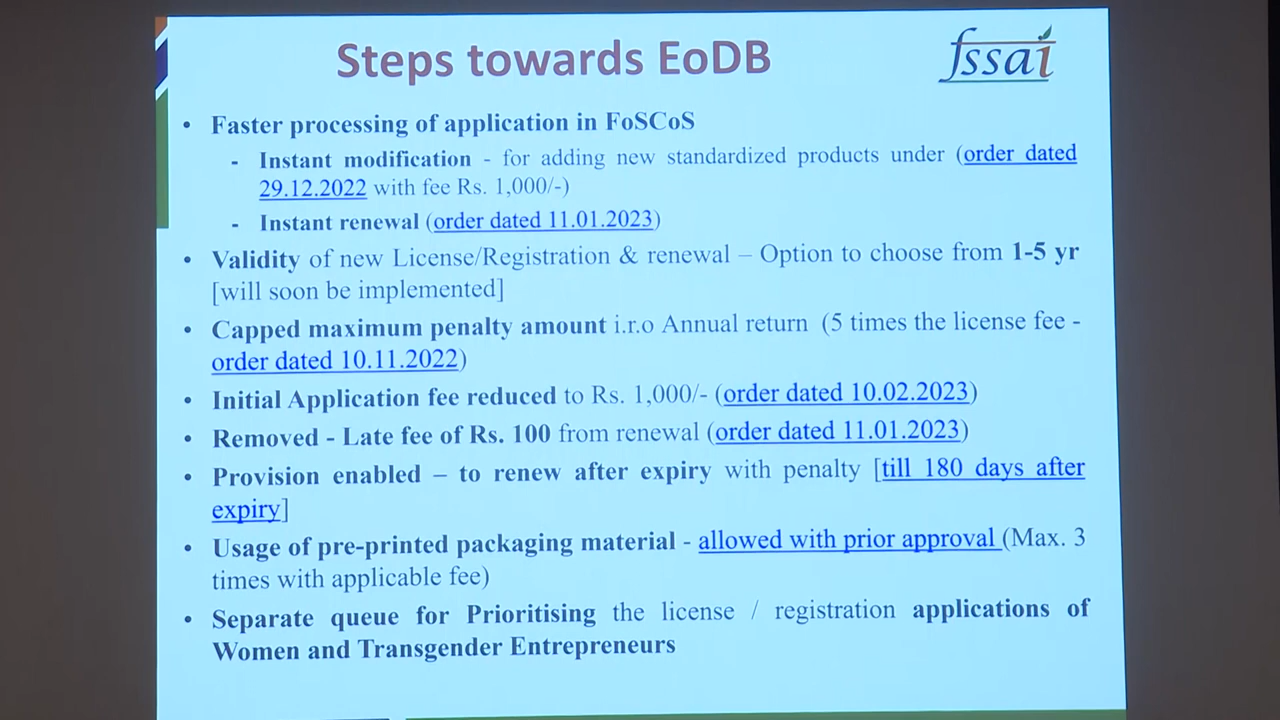 Steps towards EoDB
fssai
• Faster processing of application in FoSCoS
- Instant modification - for adding new standardized products under (order dated
29.12.2022 with fee Rs. 1,000/-)
- Instant renewal (order dated 11.01.2023)
• Validity of new License/Registration & renewal – Option to choose from 1-5 yr
[will soon be implemented]
• Capped maximum penalty amount i.r.o Annual return (5 times the license fee -
order dated 10.11.2022)
• Initial Application fee reduced to Rs. 1,000/- (order dated 10.02.2023)
• Removed - Late fee of Rs. 100 from renewal (order dated 11.01.2023)
• Provision enabled – to renew after expiry with penalty [till 180 days after
expiry]
• Usage of pre-printed packaging material - allowed with prior approval (Max. 3
times with applicable fee)
• Separate queue for Prioritising the license / registration applications of
Women and Transgender Entrepreneurs